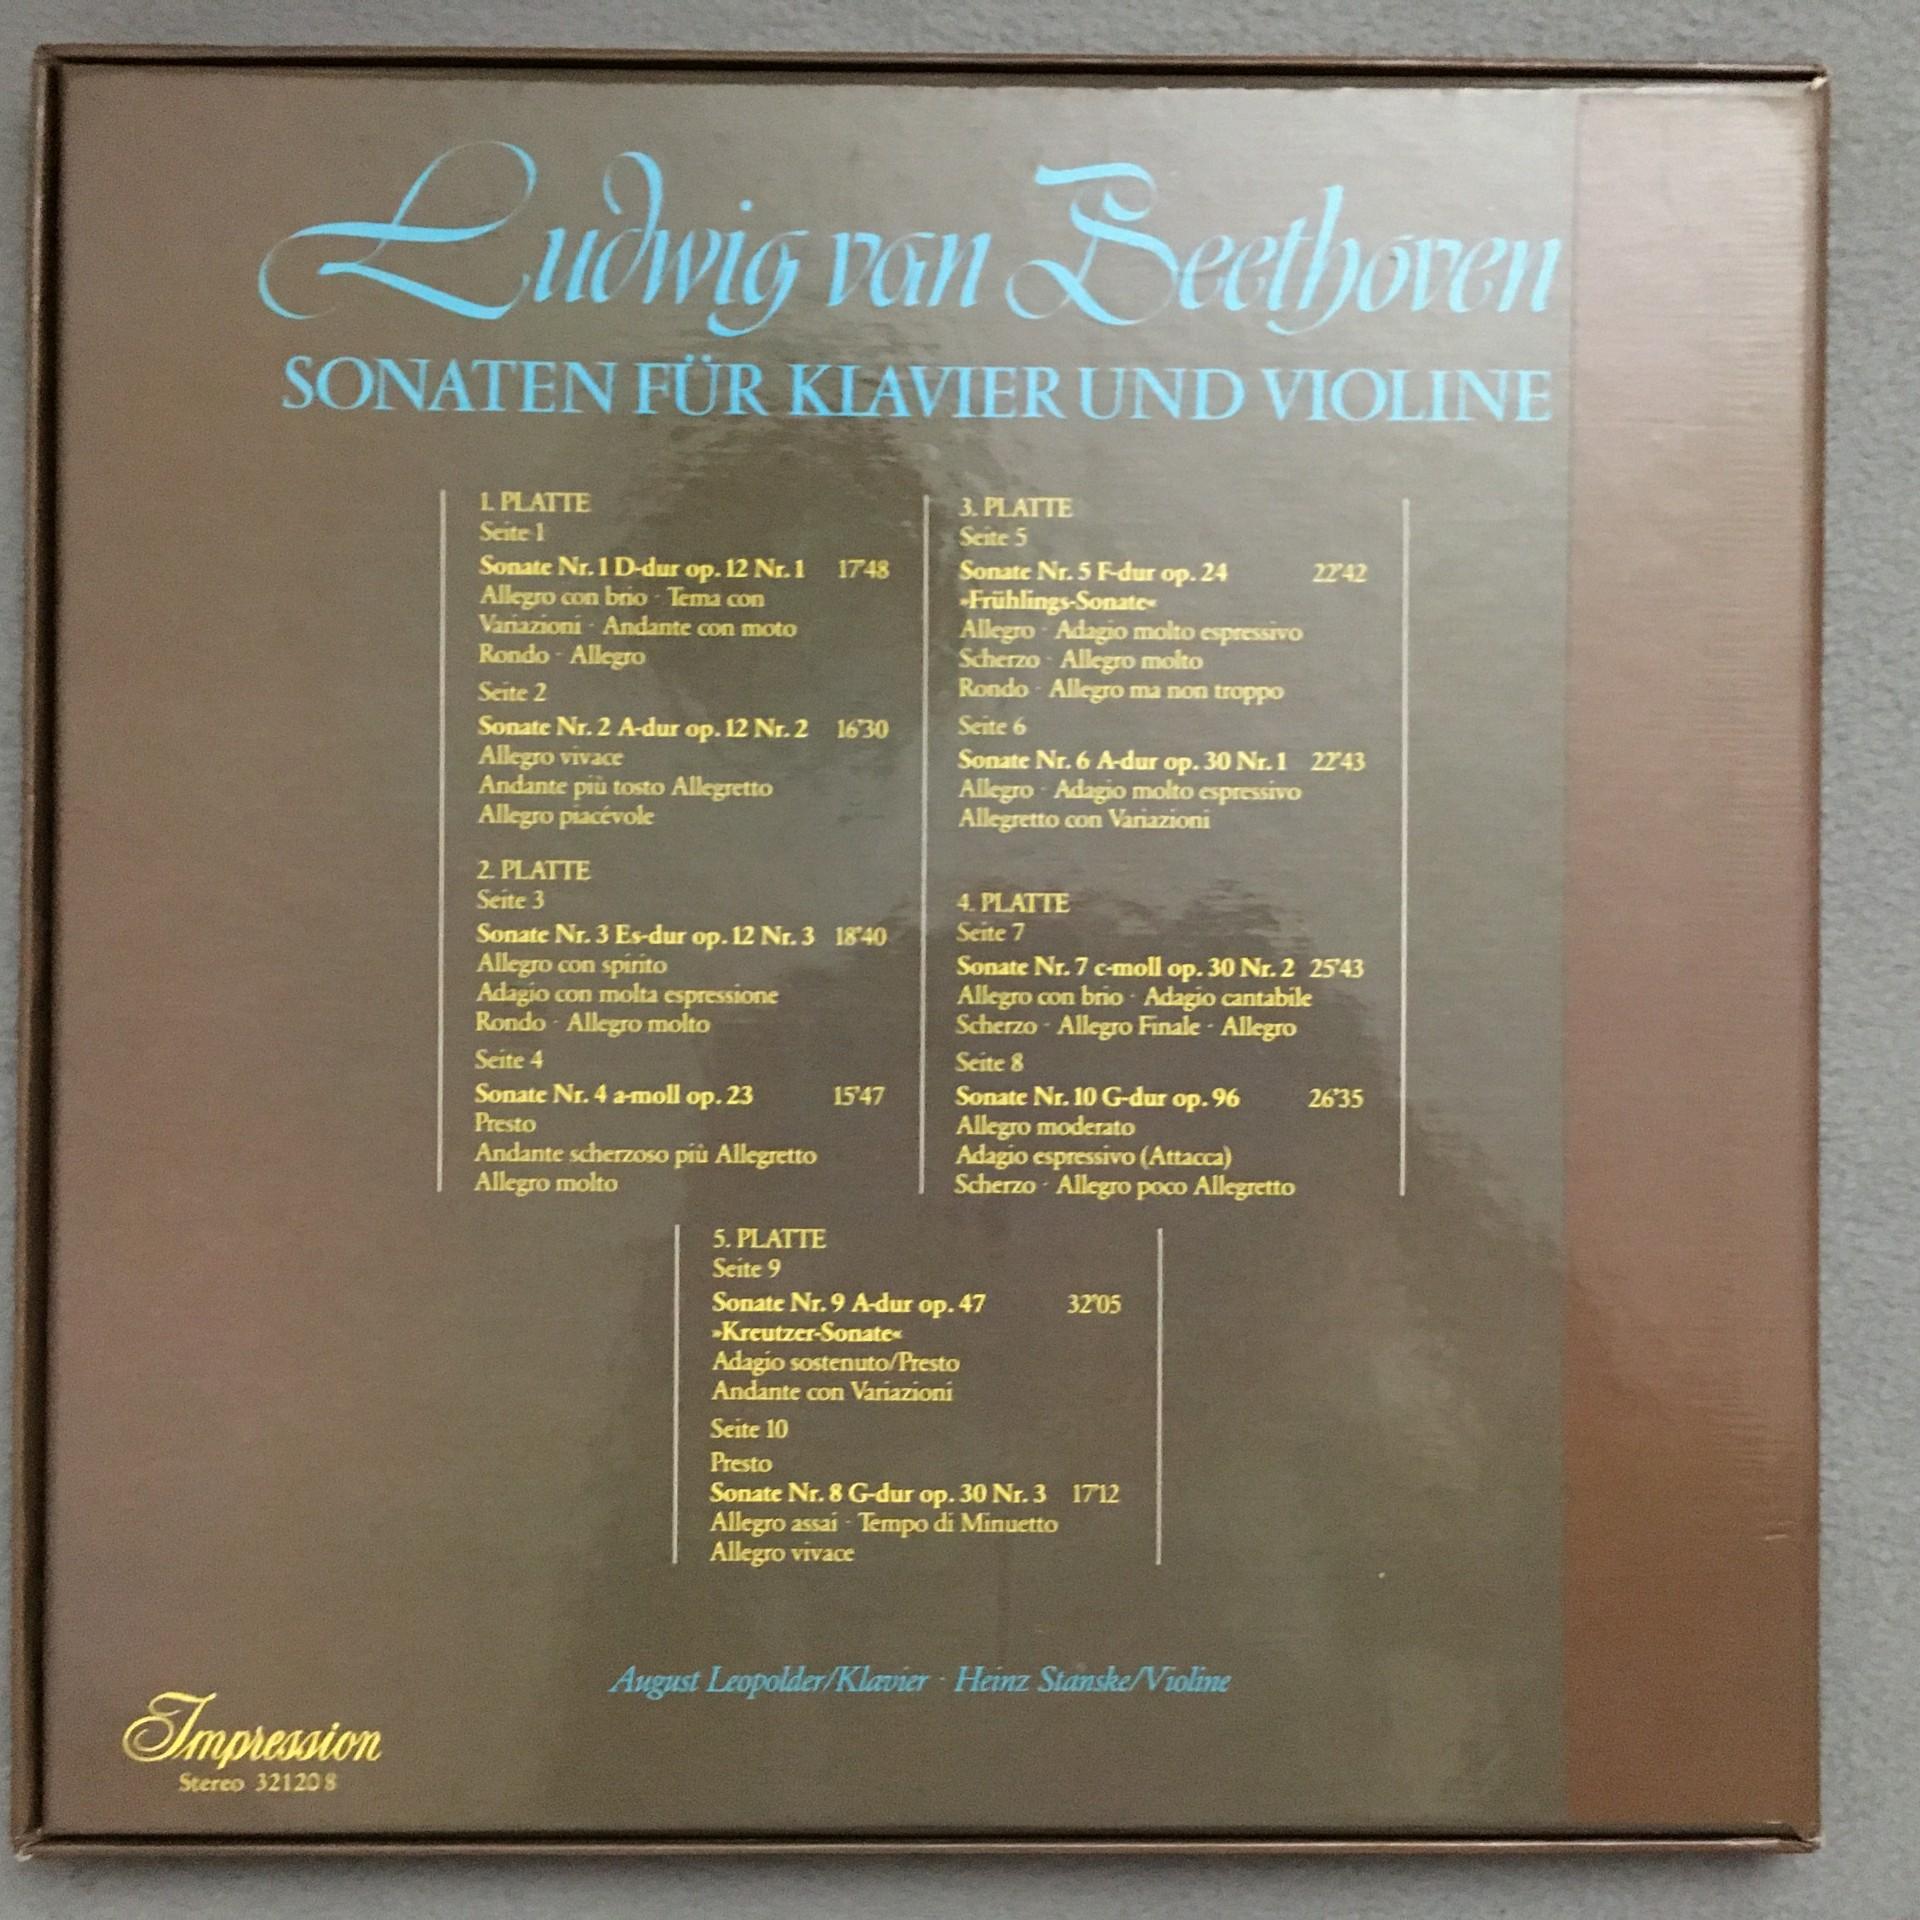 Ludwig van Beethoven
SONATEN FÜR KLAVIER UND VIOLINE
1. PLATTE
Seite 1
Sonate Nr. 1 D-dur op. 12 Nr. 1 17'48
Allegro con brio · Tema con
Variazioni · Andante con moto
Rondo · Allegro
Seite 2
Sonate Nr. 2 A-dur op. 12 Nr. 2 16'30
Allegro vivace
Andante più tosto Allegretto
Allegro piacévole
2. PLATTE
Seite 3
Sonate Nr. 3 Es-dur op. 12 Nr. 3 18'40
Allegro con spirito
Adagio con molta espressione
Rondo · Allegro molto
Seite 4
Sonate Nr. 4 a-moll op. 23 15'47
Presto
Andante scherzoso più Allegretto
Allegro molto
3. PLATTE
Seite 5
Sonate Nr. 5 F-dur op. 24 22'42
»Frühlings-Sonate«
Allegro · Adagio molto espressivo
Scherzo · Allegro molto
Rondo · Allegro ma non troppo
Seite 6
Sonate Nr. 6 A-dur op. 30 Nr. 1 22'43
Allegro · Adagio molto espressivo
Allegretto con Variazioni
4. PLATTE
Seite 7
Sonate Nr. 7 c-moll op. 30 Nr. 2 25'43
Allegro con brio · Adagio cantabile
Scherzo · Allegro Finale · Allegro
Seite 8
Sonate Nr. 10 G-dur op. 96 26'35
Allegro moderato
Adagio espressivo (Attacca)
Scherzo · Allegro poco Allegretto
5. PLATTE
Seite 9
Sonate Nr. 9 A-dur op. 47 32'05
»Kreutzer-Sonate«
Adagio sostenuto/Presto
Andante con Variazioni
Seite 10
Presto
Sonate Nr. 8 G-dur op. 30 Nr. 3 17'12
Allegro assai · Tempo di Minuetto
Allegro vivace
August Leopolder/Klavier · Heinz Stanske/Violine
Impression
Stereo 32 120 8